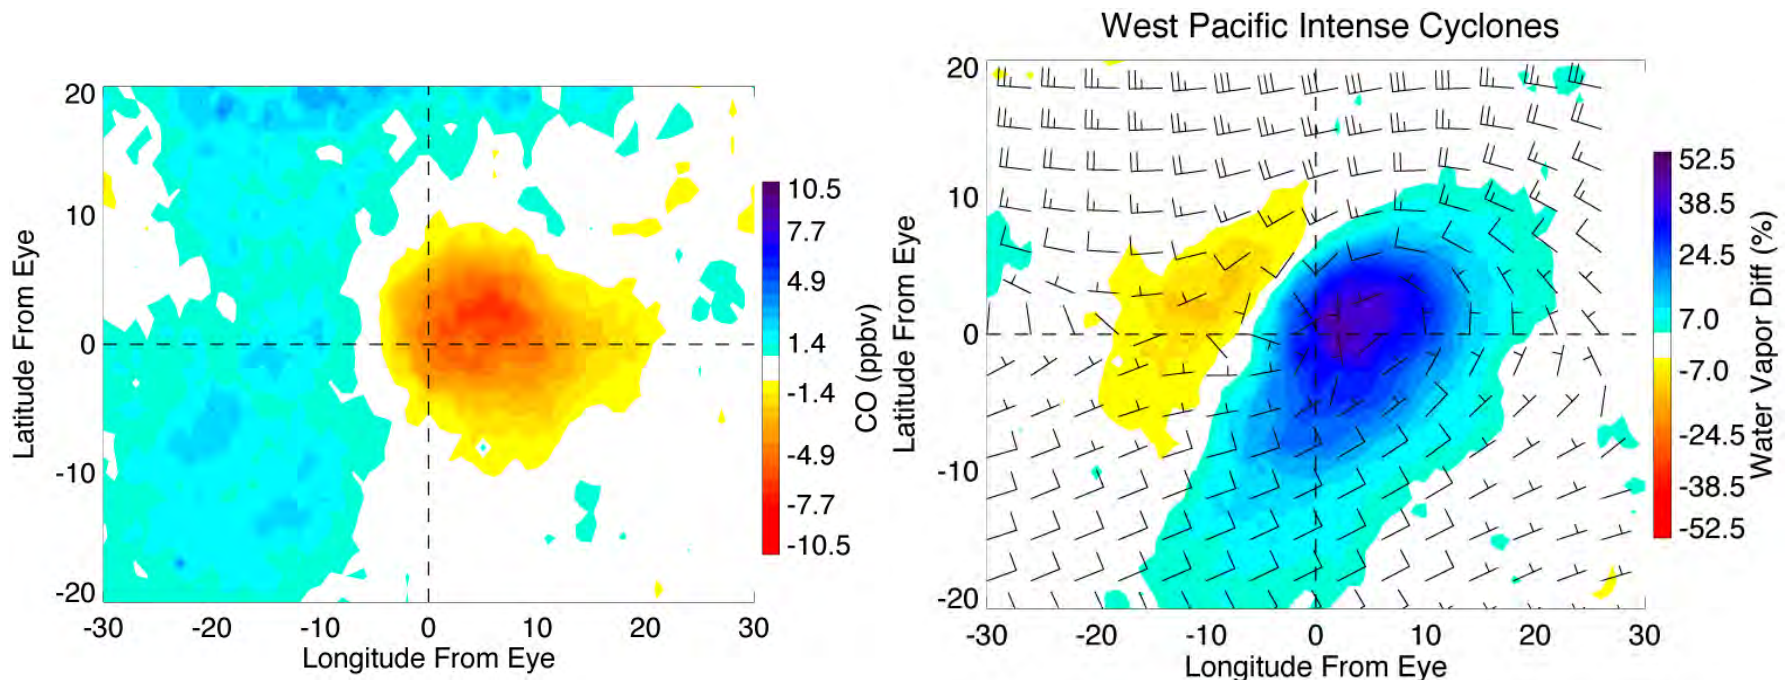 West Pacific Intense Cyclones
20
10
0
-10
-20
Latitude From Eye
-30 -20 -10 0 10 20 30
Longitude From Eye
10.5
7.7
4.9
1.4
-1.4
-4.9
-7.7
-10.5
CO (ppbv)
20
10
0
-10
-20
Latitude From Eye
-30 -20 -10 0 10 20 30
Longitude From Eye
52.5
38.5
24.5
7.0
-7.0
-24.5
-38.5
-52.5
Water Vapor Diff (%)